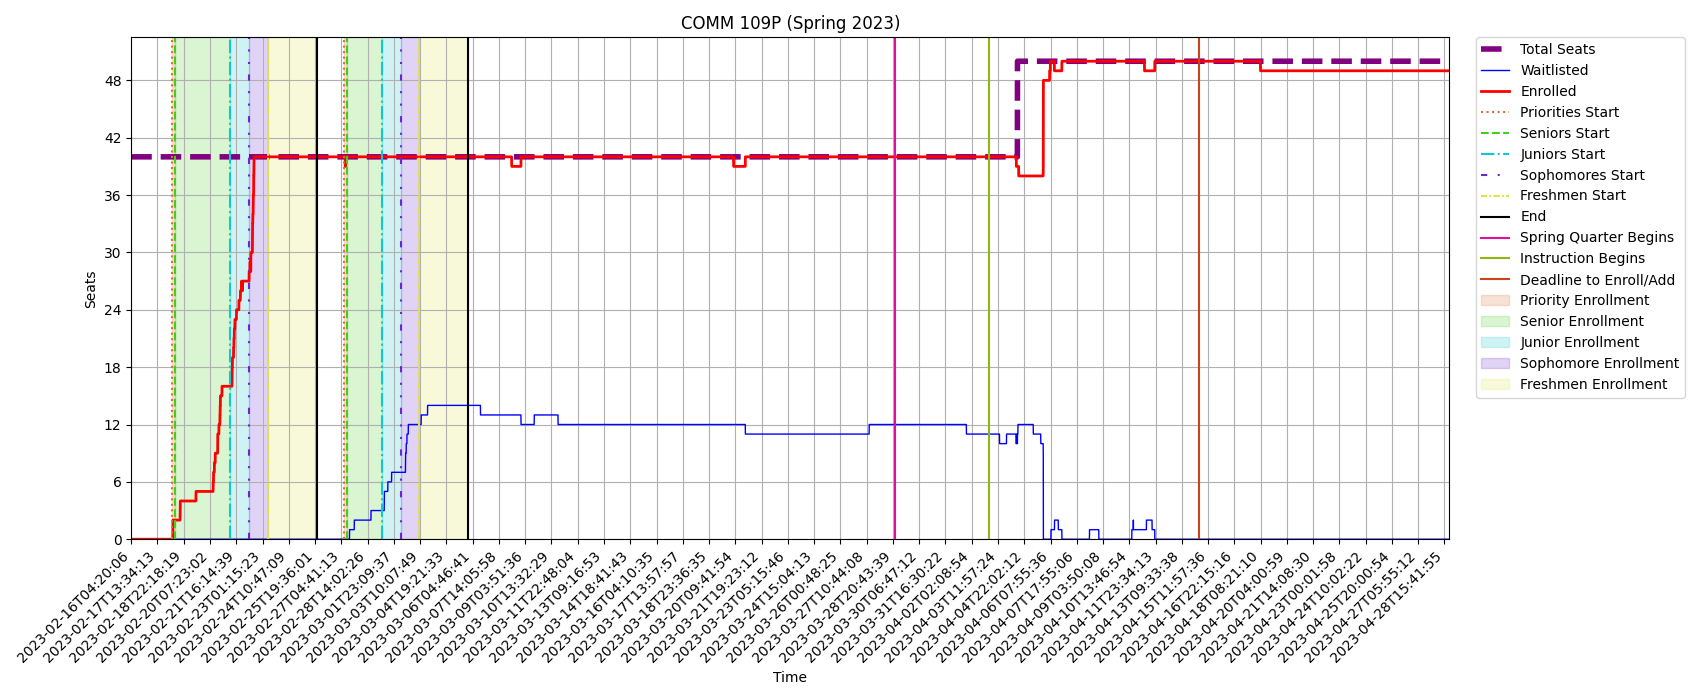 COMM 109P (Spring 2023)
Seats
48
42
36
30
24
18
12
6
0
2023-02-16T04:20:06
2023-02-17T13:34:13
2023-02-18T22:18:19
2023-02-20T07:23:02
2023-02-21T16:14:39
2023-02-23T01:15:23
2023-02-24T10:47:09
2023-02-25T19:36:01
2023-02-27T04:41:13
2023-02-28T14:02:26
2023-03-01T23:09:37
2023-03-03T10:07:49
2023-03-04T19:21:33
2023-03-06T04:46:41
2023-03-07T14:05:58
2023-03-09T03:51:36
2023-03-10T13:32:29
2023-03-11T22:48:04
2023-03-13T09:16:53
2023-03-14T18:41:43
2023-03-16T04:10:35
2023-03-17T13:57:57
2023-03-18T23:36:35
2023-03-20T09:41:54
2023-03-21T19:23:12
2023-03-23T05:15:46
2023-03-24T15:04:13
2023-03-26T00:48:25
2023-03-27T10:44:08
2023-03-28T20:43:39
2023-03-30T06:47:12
2023-03-31T16:30:22
2023-04-02T02:08:54
2023-04-03T11:57:24
2023-04-04T22:02:12
2023-04-06T07:55:36
2023-04-07T17:55:06
2023-04-09T03:50:08
2023-04-10T13:46:54
2023-04-11T23:34:13
2023-04-13T09:33:38
2023-04-15T11:57:36
2023-04-16T22:15:16
2023-04-18T08:21:10
2023-04-20T04:00:59
2023-04-21T14:08:30
2023-04-23T00:01:58
2023-04-24T10:02:22
2023-04-25T20:00:54
2023-04-27T05:55:12
2023-04-28T15:41:55
Time
Total Seats
Waitlisted
Enrolled
Priorities Start
Seniors Start
Juniors Start
Sophomores Start
Freshmen Start
End
Spring Quarter Begins
Instruction Begins
Deadline to Enroll/Add
Priority Enrollment
Senior Enrollment
Junior Enrollment
Sophomore Enrollment
Freshmen Enrollment